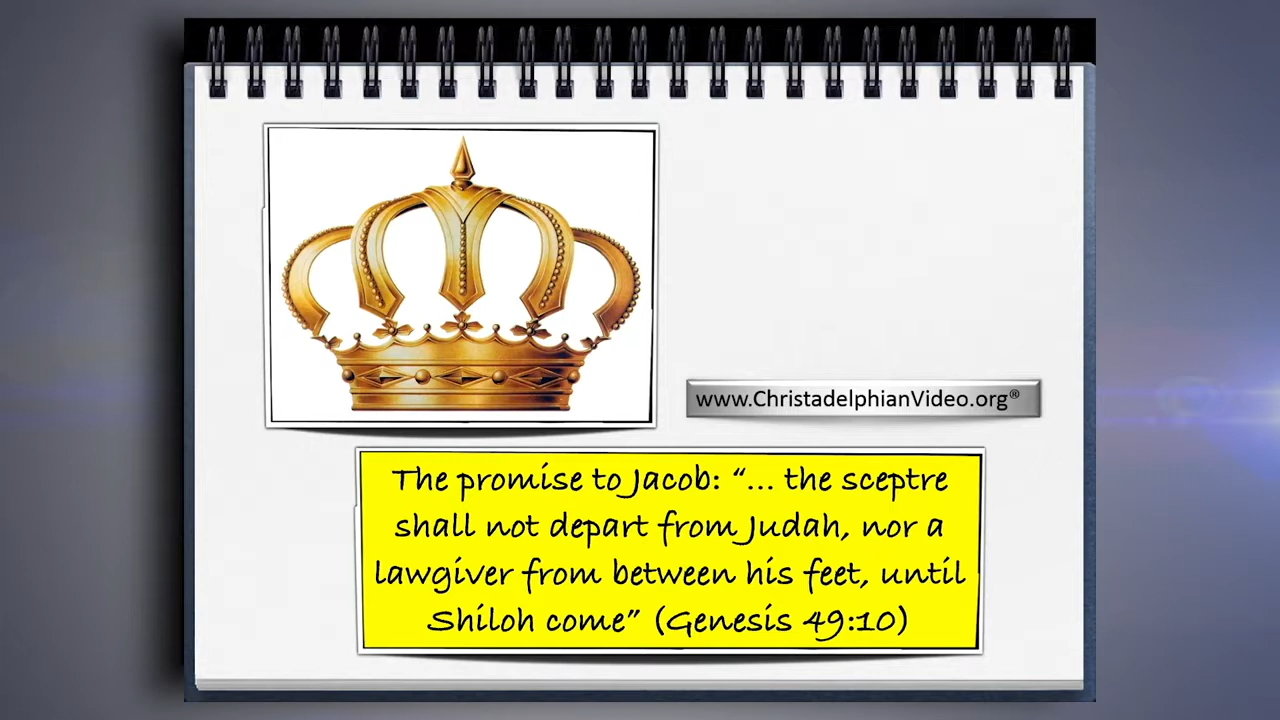 www.ChristadelphianVideo.org®
The promise to Jacob: “... the sceptre
shall not depart from Judah, nor a
lawgiver from between his feet, until
Shiloh come” (Genesis 49:10)